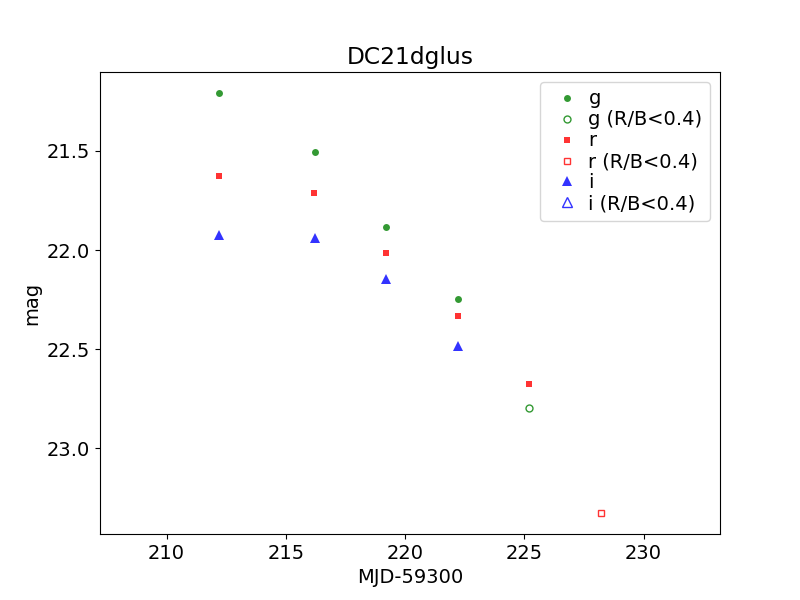 DC21dglus
g
g (R/B<0.4)
r
r (R/B<0.4)
i
i (R/B<0.4)
21.5
22.0
22.5
23.0
mag
210
215
220
225
230
MJD-59300